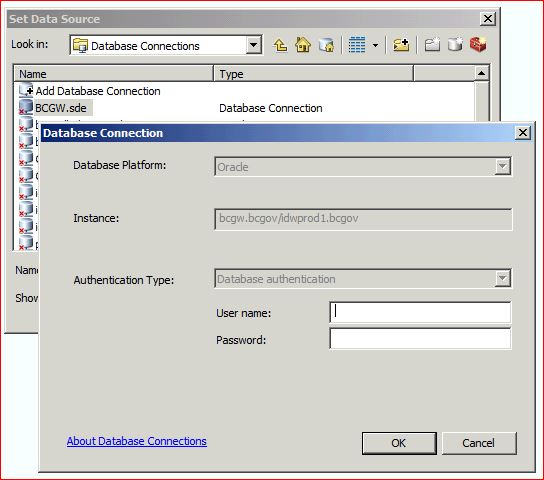 Set Data Source
Look in: Database Connections
Name Type
Add Database Connection
BCGW.sde Database Connection
Database Connection
Database Platform: Oracle
Instance: bcgw.bcgov/idwprod1.bcgov
Authentication Type: Database authentication
Name
User name:
Show
Password:
About Database Connections OK Cancel